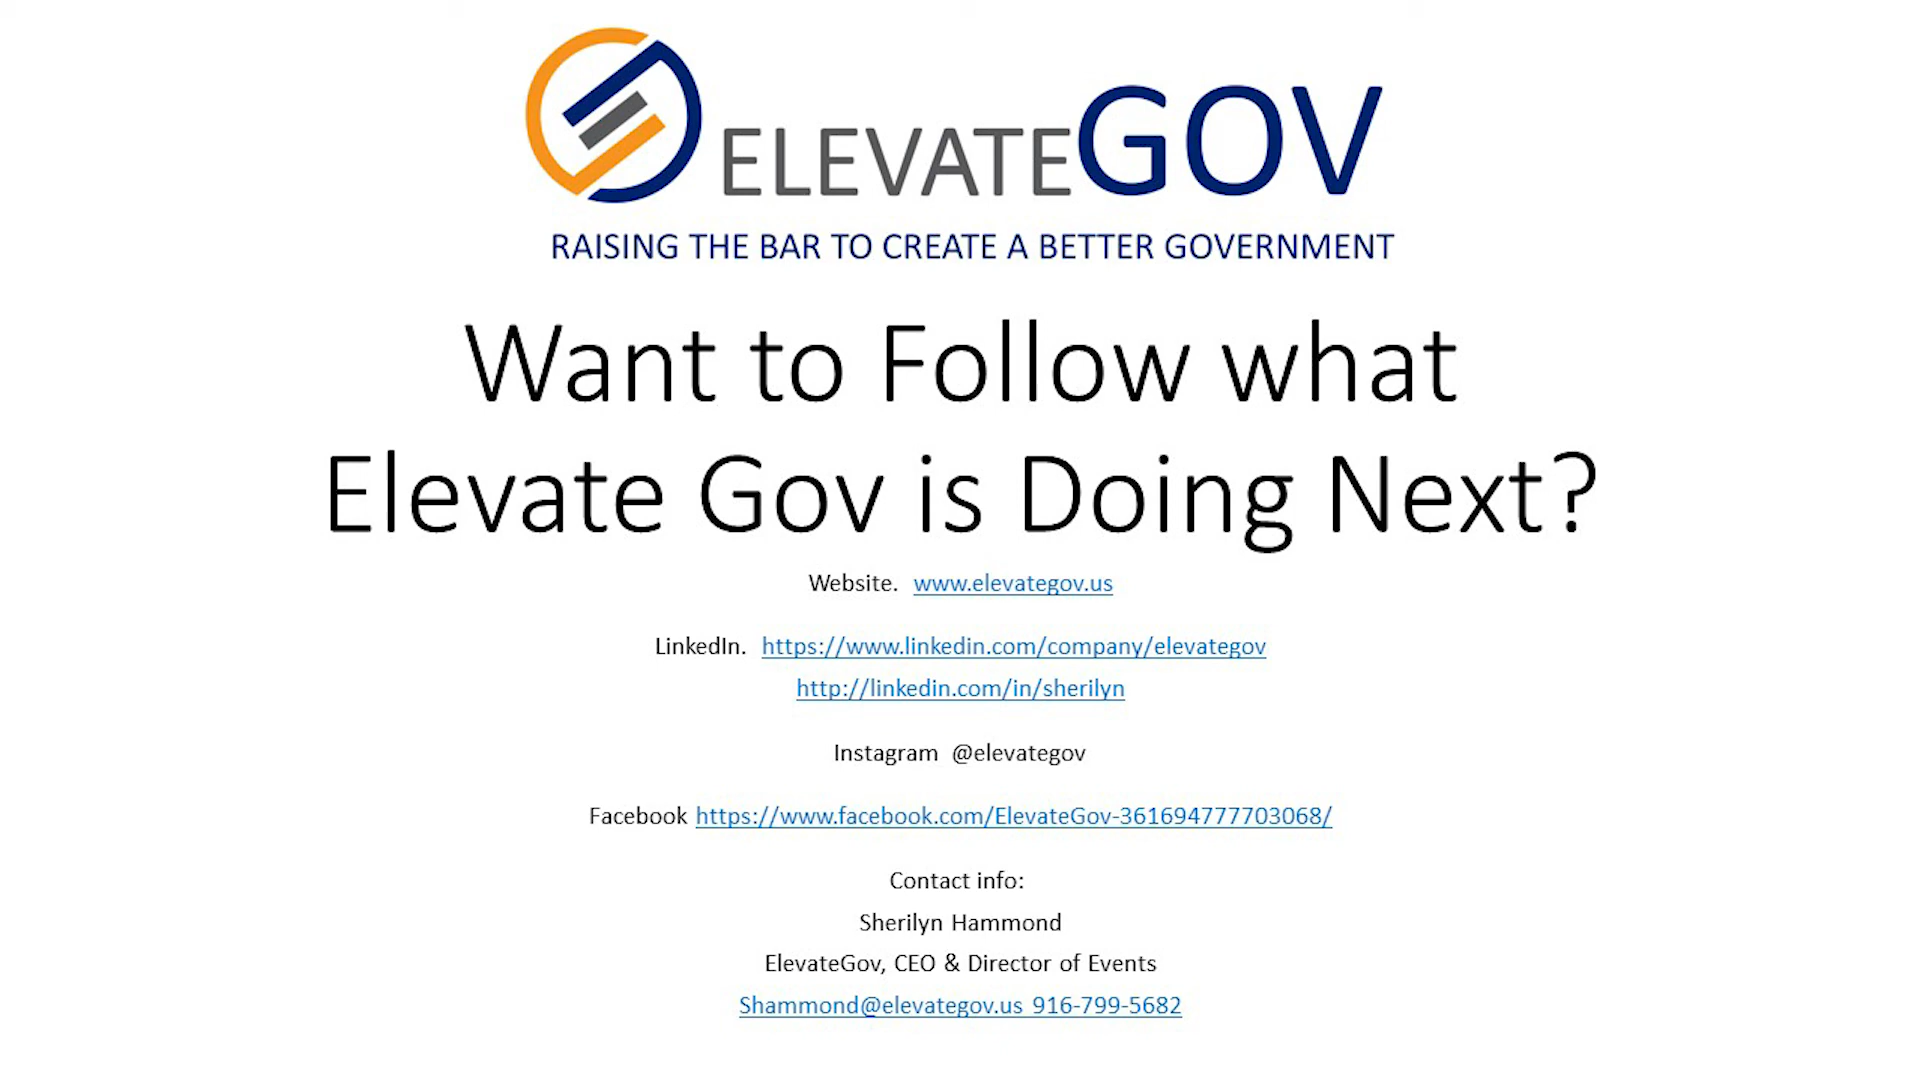 ELEVATEGOV
RAISING THE BAR TO CREATE A BETTER GOVERNMENT
Want to Follow what
Elevate Gov is Doing Next?
Website. www.elevategov.us
LinkedIn. https://www.linkedin.com/company/elevategov
http://linkedin.com/in/sherilyn
Instagram @elevategov
Facebook https://www.facebook.com/ElevateGov-361694777703068/
Contact info:
Sherilyn Hammond
ElevateGov, CEO & Director of Events
Shammond@elevategov.us 916-799-5682